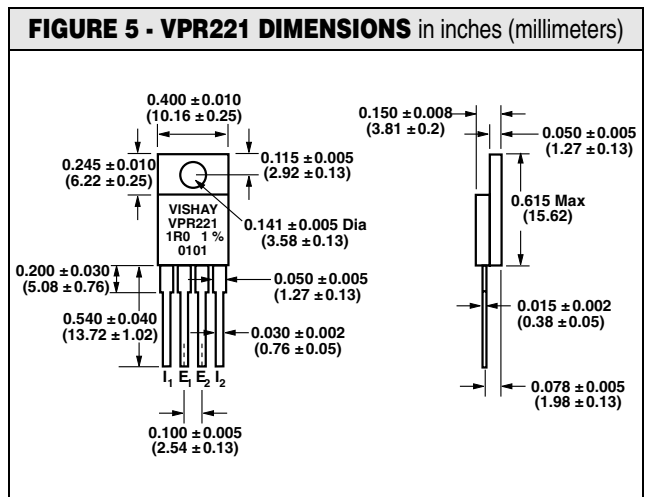 FIGURE 5 - VPR221 DIMENSIONS in inches (millimeters)
0.400 ± 0.010
(10.16 ± 0.25)
0.245 ± 0.010
(6.22 ± 0.25)
0.115 ± 0.005
(2.92 ± 0.13)
VISHAY
VPR221
1R0 1 %
0101
0.141 ± 0.005 Dia
(3.58 ± 0.13)
0.200 ± 0.030
(5.08 ± 0.76)
0.050 ± 0.005
(1.27 ± 0.13)
0.540 ± 0.040
(13.72 ± 1.02)
0.030 ± 0.002
(0.76 ± 0.05)
I1 E1 E2 I2
0.100 ± 0.005
(2.54 ± 0.13)
0.150 ± 0.008
(3.81 ± 0.2)
0.050 ± 0.005
(1.27 ± 0.13)
0.615 Max
(15.62)
0.015 ± 0.002
(0.38 ± 0.05)
0.078 ± 0.005
(1.98 ± 0.13)